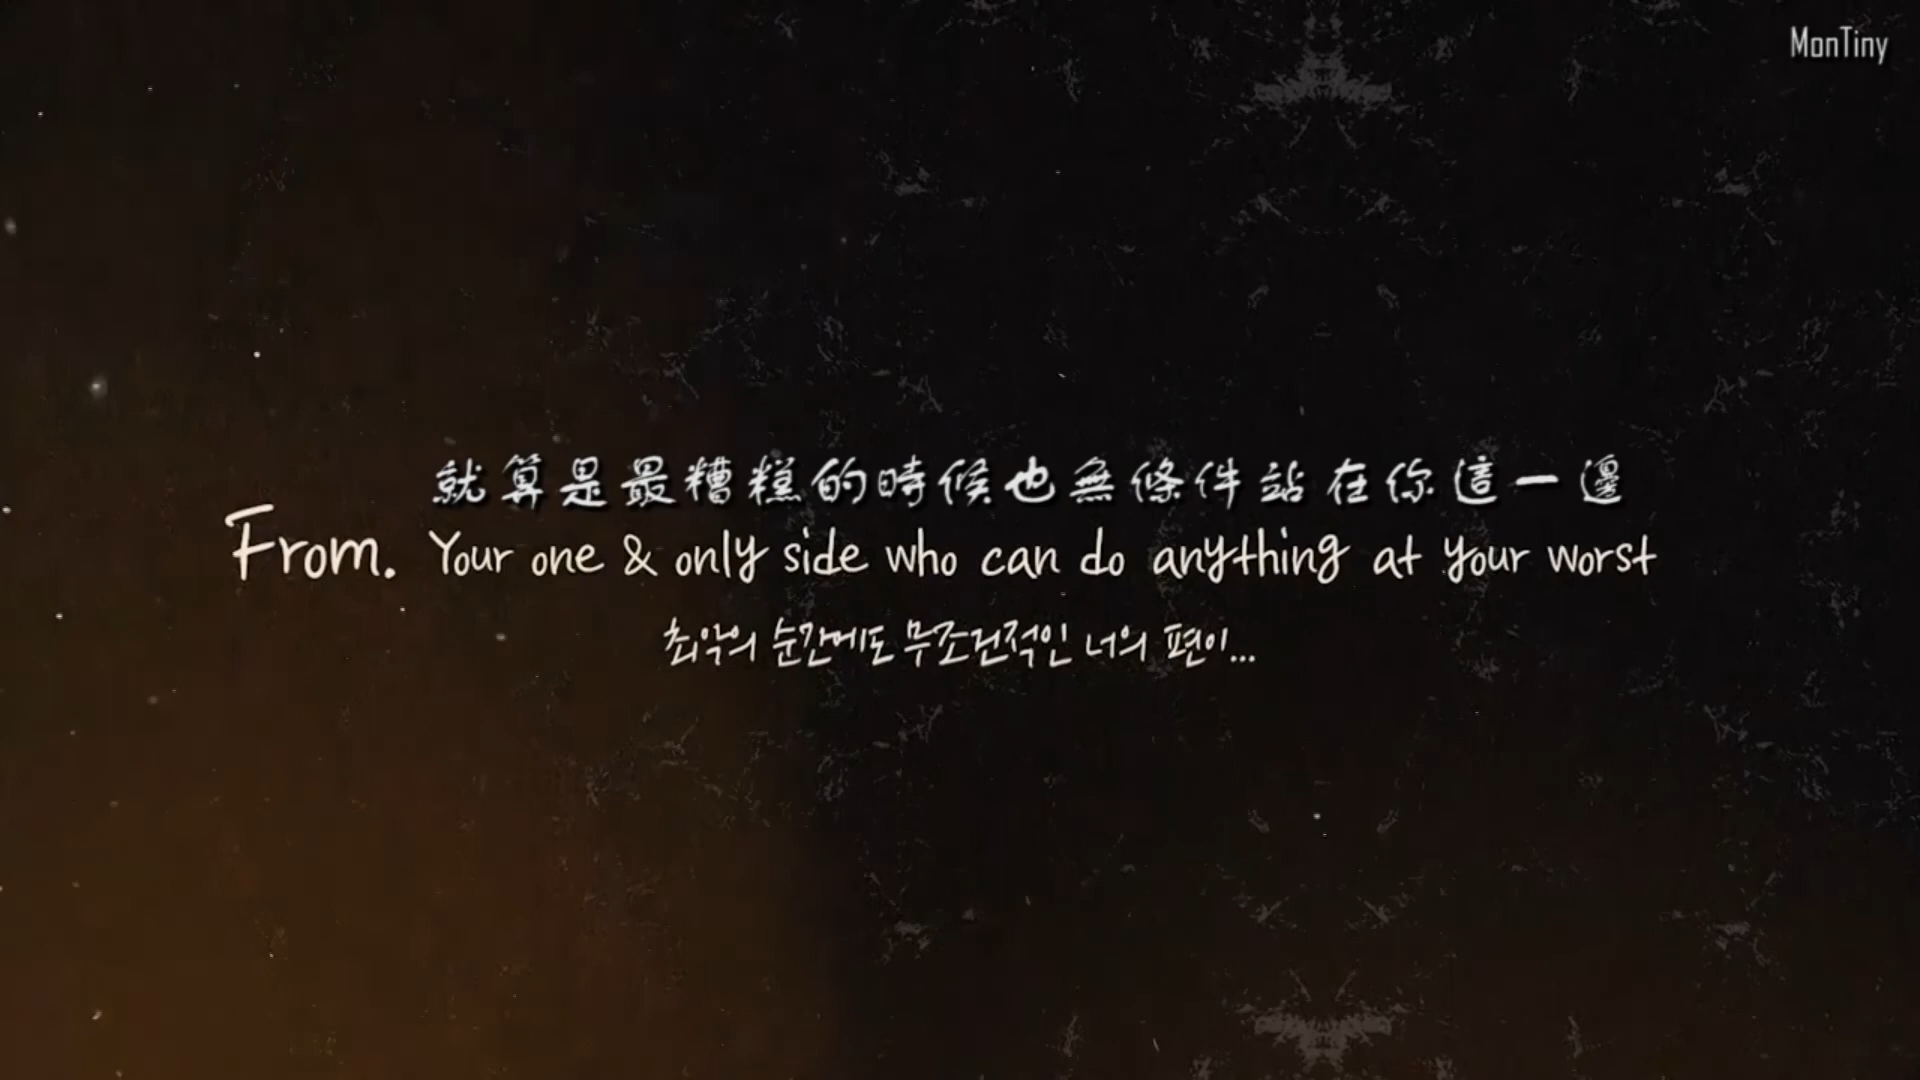 MonTiny
就算是最糟糕的時候也無條件站在你這一邊
From. Your one & only side who can do anything at your worst
최악의 순간에도 무조건적인 너의 편이...